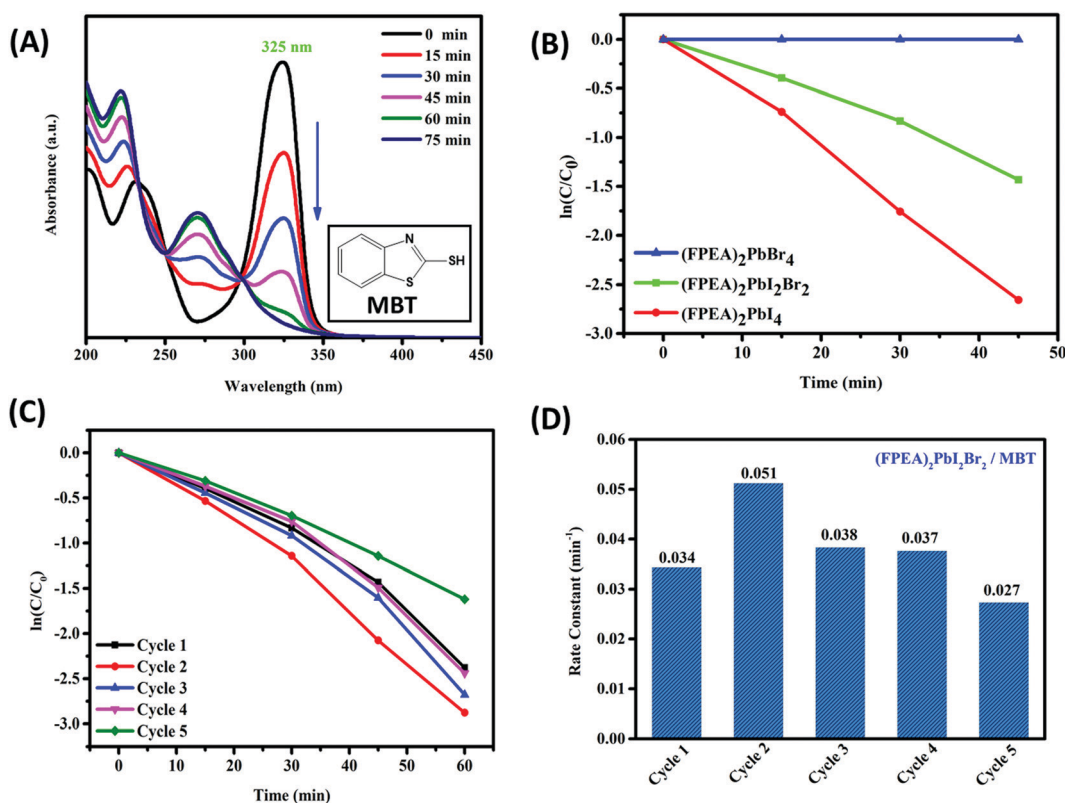 (A)
325 nm
0 min
15 min
30 min
45 min
60 min
75 min
N
S
SH
MBT
Absorbance (a.u.)
200 250 300 350 400 450
Wavelength (nm)
(B)
0.0
-0.5
-1.0
-1.5
-2.0
-2.5
-3.0
ln(C/C₀)
(FPEA)₂PbBr₄
(FPEA)₂PbI₂Br₂
(FPEA)₂PbI₄
0 10 20 30 40 50
Time (min)
(C)
0.0
-0.5
-1.0
-1.5
-2.0
-2.5
-3.0
ln(C/C₀)
Cycle 1
Cycle 2
Cycle 3
Cycle 4
Cycle 5
0 10 20 30 40 50 60
Time (min)
(D)
0.06
0.05
0.04
0.03
0.02
0.01
0.00
Rate Constant (min⁻¹)
(FPEA)₂PbI₂Br₂ / MBT
0.034
0.051
0.038
0.037
0.027
Cycle 1
Cycle 2
Cycle 3
Cycle 4
Cycle 5